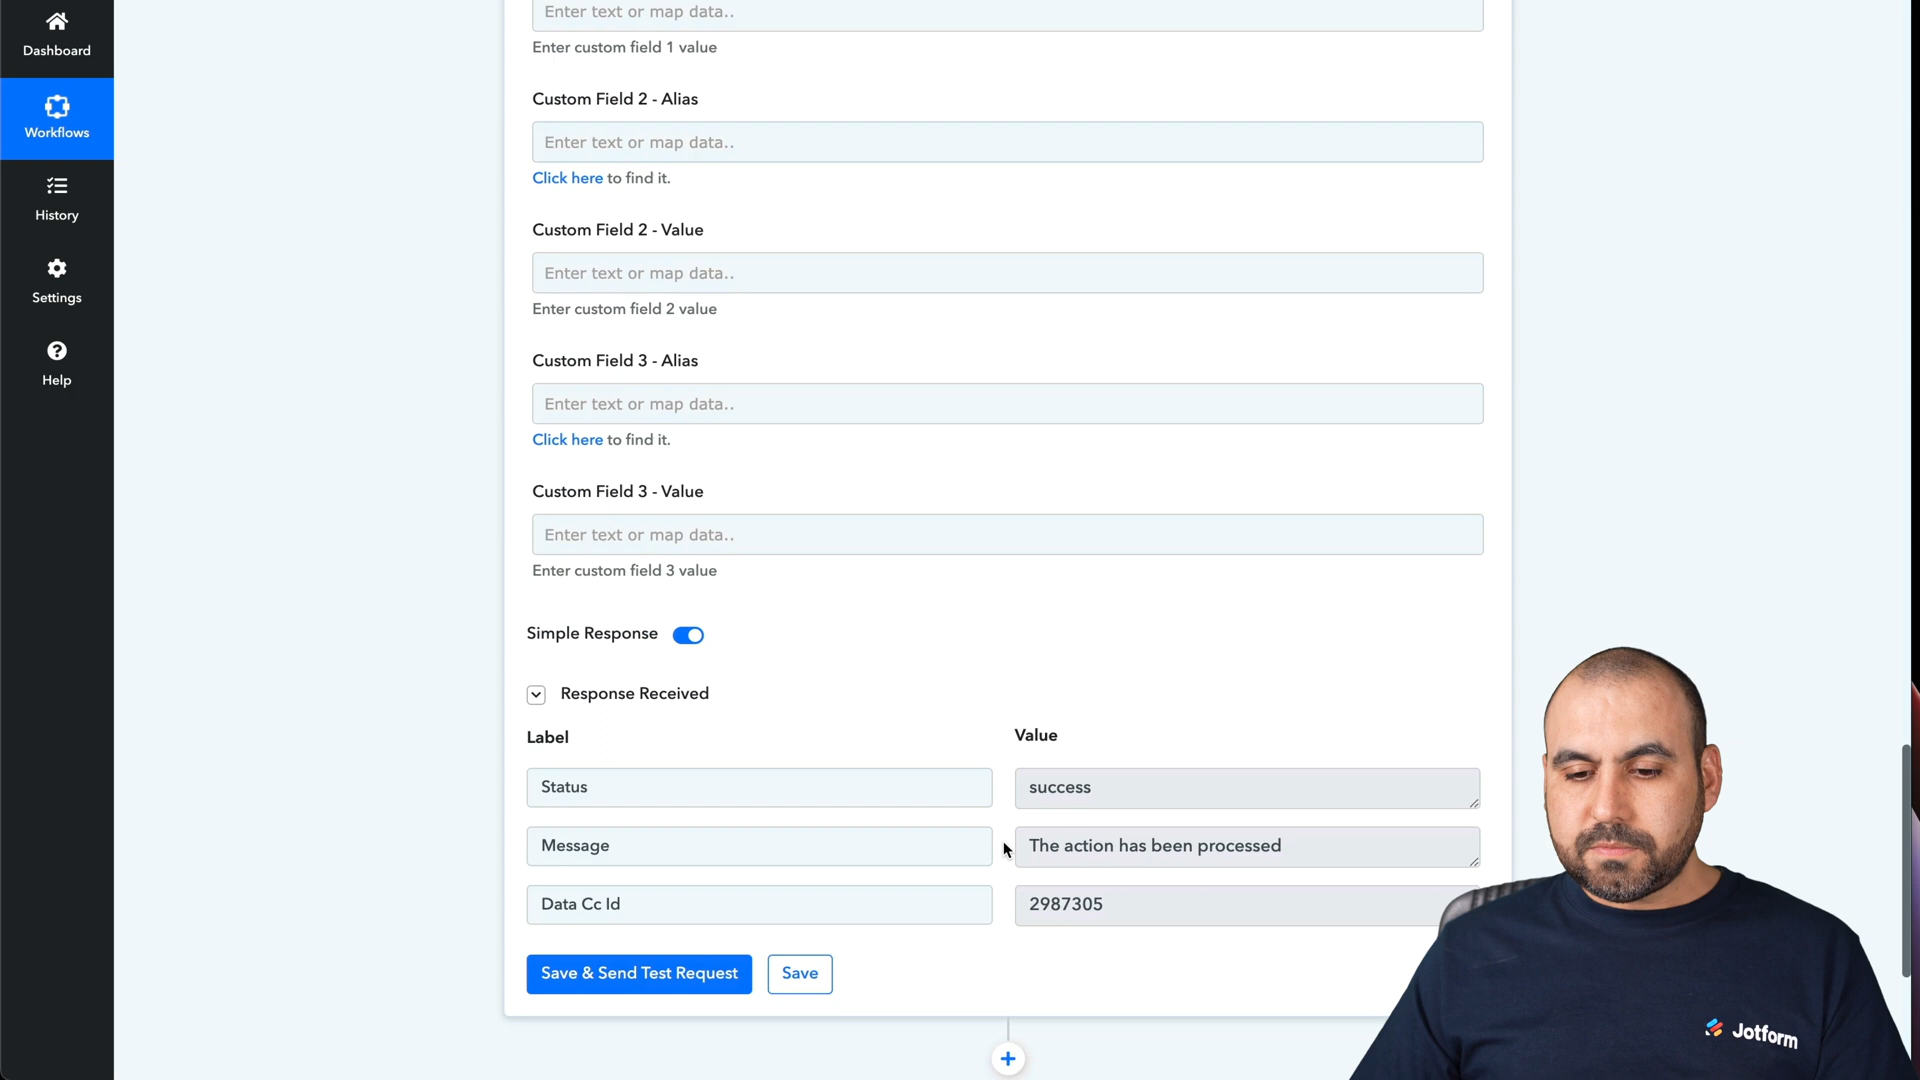 Dashboard
Workflows
History
Settings
Help
Enter text or map data..
Enter custom field 1 value
Custom Field 2 - Alias
Enter text or map data..
Click here to find it.
Custom Field 2 - Value
Enter text or map data..
Enter custom field 2 value
Custom Field 3 - Alias
Enter text or map data..
Click here to find it.
Custom Field 3 - Value
Enter text or map data..
Enter custom field 3 value
Simple Response
Response Received
Label Value
Status success
Message The action has been processed
Data Cc Id 2987305
Save & Send Test Request Save
Jotform